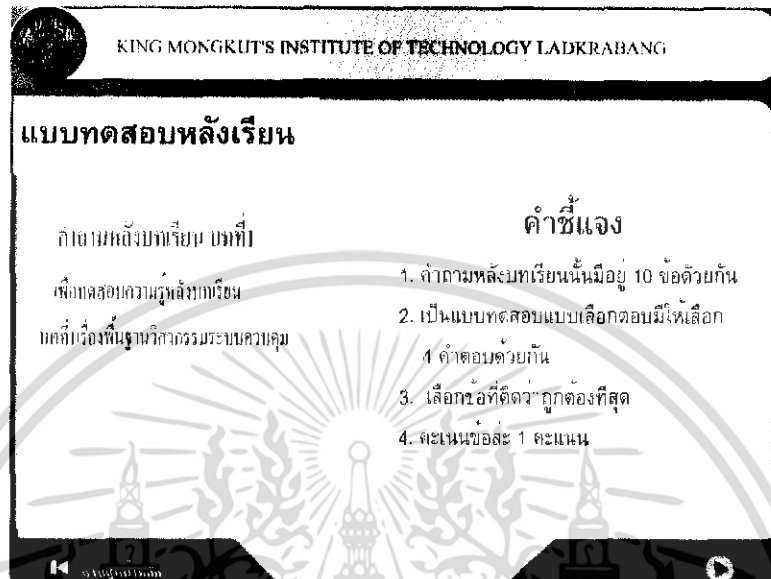 KING MONGKUT'S INSTITUTE OF TECHNOLOGY LADKRABANG
แบบทดสอบหลังเรียน
คำถามหลังบทเรียน บทที่1
เพื่อทดสอบความรู้หลังบทเรียน
บทที่1เรื่องพื้นฐานวิศวกรรมระบบควบคุม
คำชี้แจง
1. คำถามหลังบทเรียนนั้นมีอยู่ 10 ข้อด้วยกัน
2. เป็นแบบทดสอบแบบเลือกตอบมีให้เลือก
4 คำตอบด้วยกัน
3. เลือกข้อที่คิดว่าถูกต้องที่สุด
4. คะแนนข้อละ 1 คะแนน